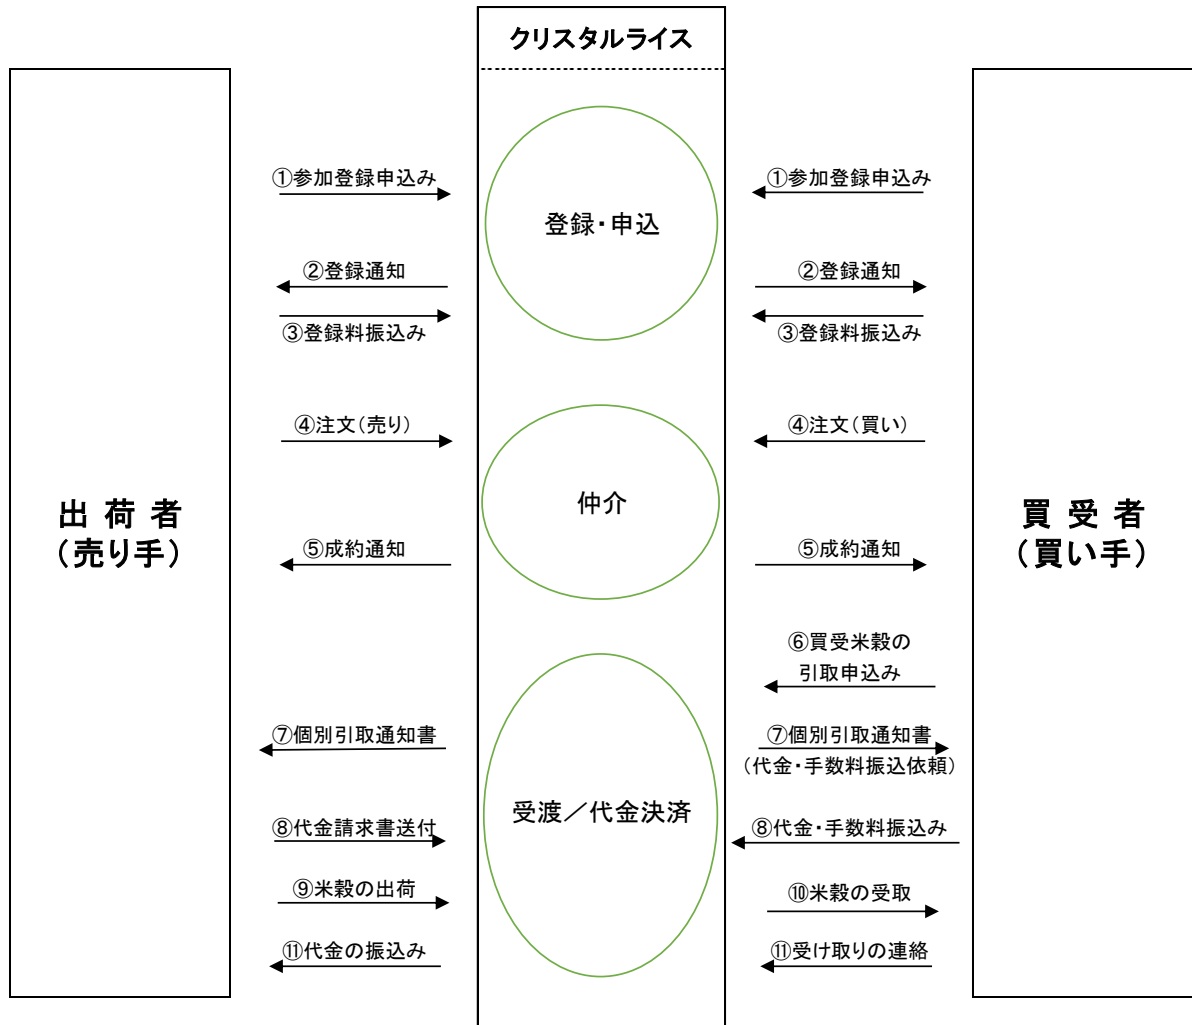 クリスタルライス
①参加登録申込み
①参加登録申込み
登録・申込
②登録通知
②登録通知
③登録料振込み
③登録料振込み
④注文(売り)
④注文(買い)
出荷者
(売り手)
仲介
買受者
(買い手)
⑤成約通知
⑤成約通知
⑥買受米穀の
引取申込み
⑦個別引取通知書
⑦個別引取通知書
(代金・手数料振込依頼)
受渡/代金決済
⑧代金請求書送付
⑧代金・手数料振込み
⑨米穀の出荷
⑩米穀の受取
⑪代金の振込み
⑪受け取りの連絡